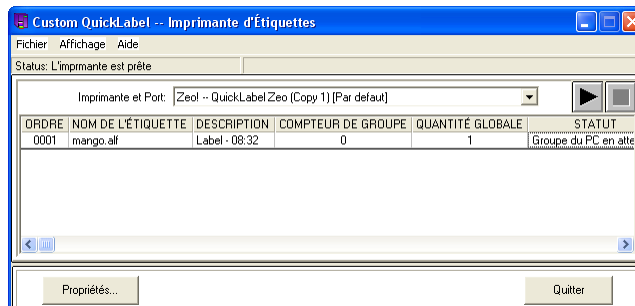 Custom QuickLabel -- Imprimante d'Étiquettes
Fichier Affichage Aide
Status: L'imprmante est prête
Imprimante et Port: Zeo! -- QuickLabel Zeo (Copy 1) [Par defaut]
ORDRE NOM DE L'ÉTIQUETTE DESCRIPTION COMPTEUR DE GROUPE QUANTITÉ GLOBALE STATUT
0001 mango.alf Label - 08:32 0 1 Groupe du PC en atte
Propriétés... Quitter